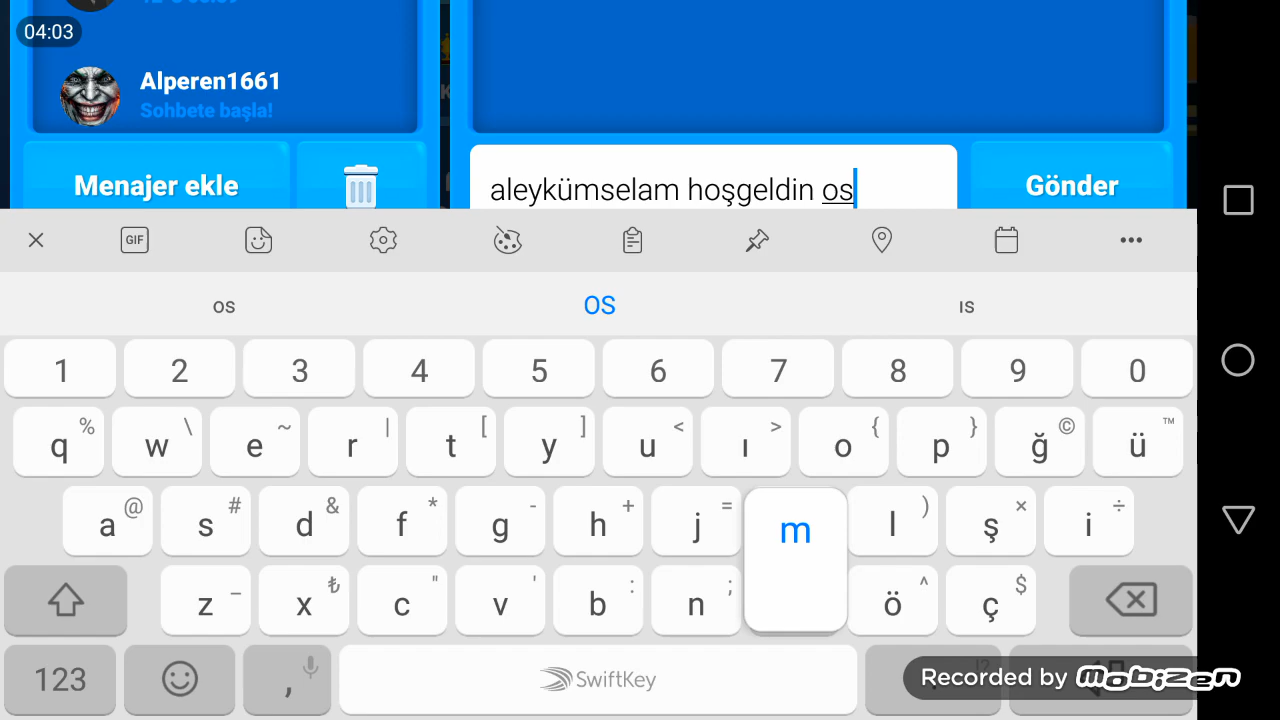 04:03
Alperen1661
Sohbete başla!
Menajer ekle
aleykümselam hoşgeldin os
Gönder
GIF
os OS ıs
1 2 3 4 5 6 7 8 9 0
q % w \ e ~ r | t [ y ] u < ı > o { p } ğ © ü ™
a @ s # d & f * g - h + j = l ) ş × i ÷
z _ x ₺ c " v ' b : n ; m ö ^ ç $
123 , SwiftKey
Recorded by mobizen